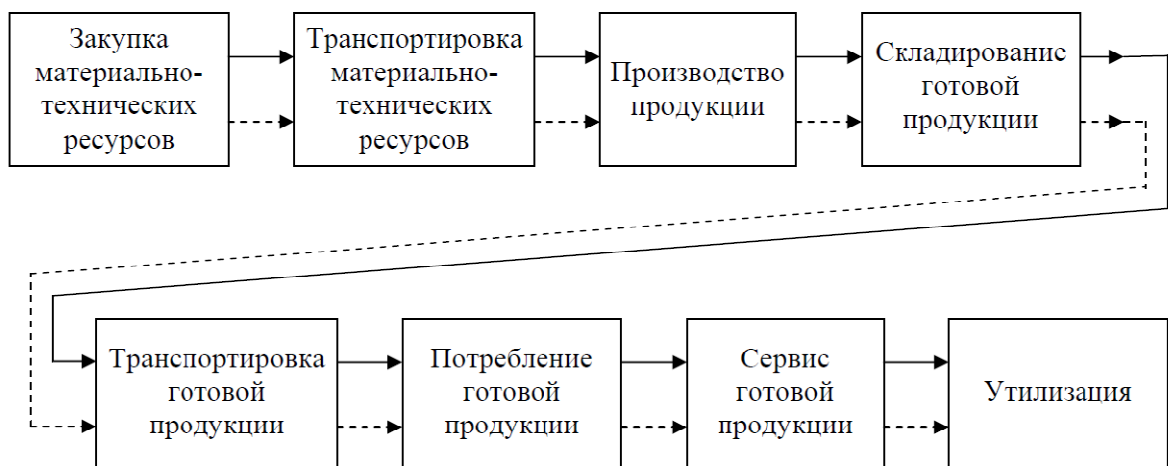 Закупка
материально-
технических
ресурсов
Транспортировка
материально-
технических
ресурсов
Производство
продукции
Складирование
готовой
продукции
Транспортировка
готовой
продукции
Потребление
готовой
продукции
Сервис
готовой
продукции
Утилизация